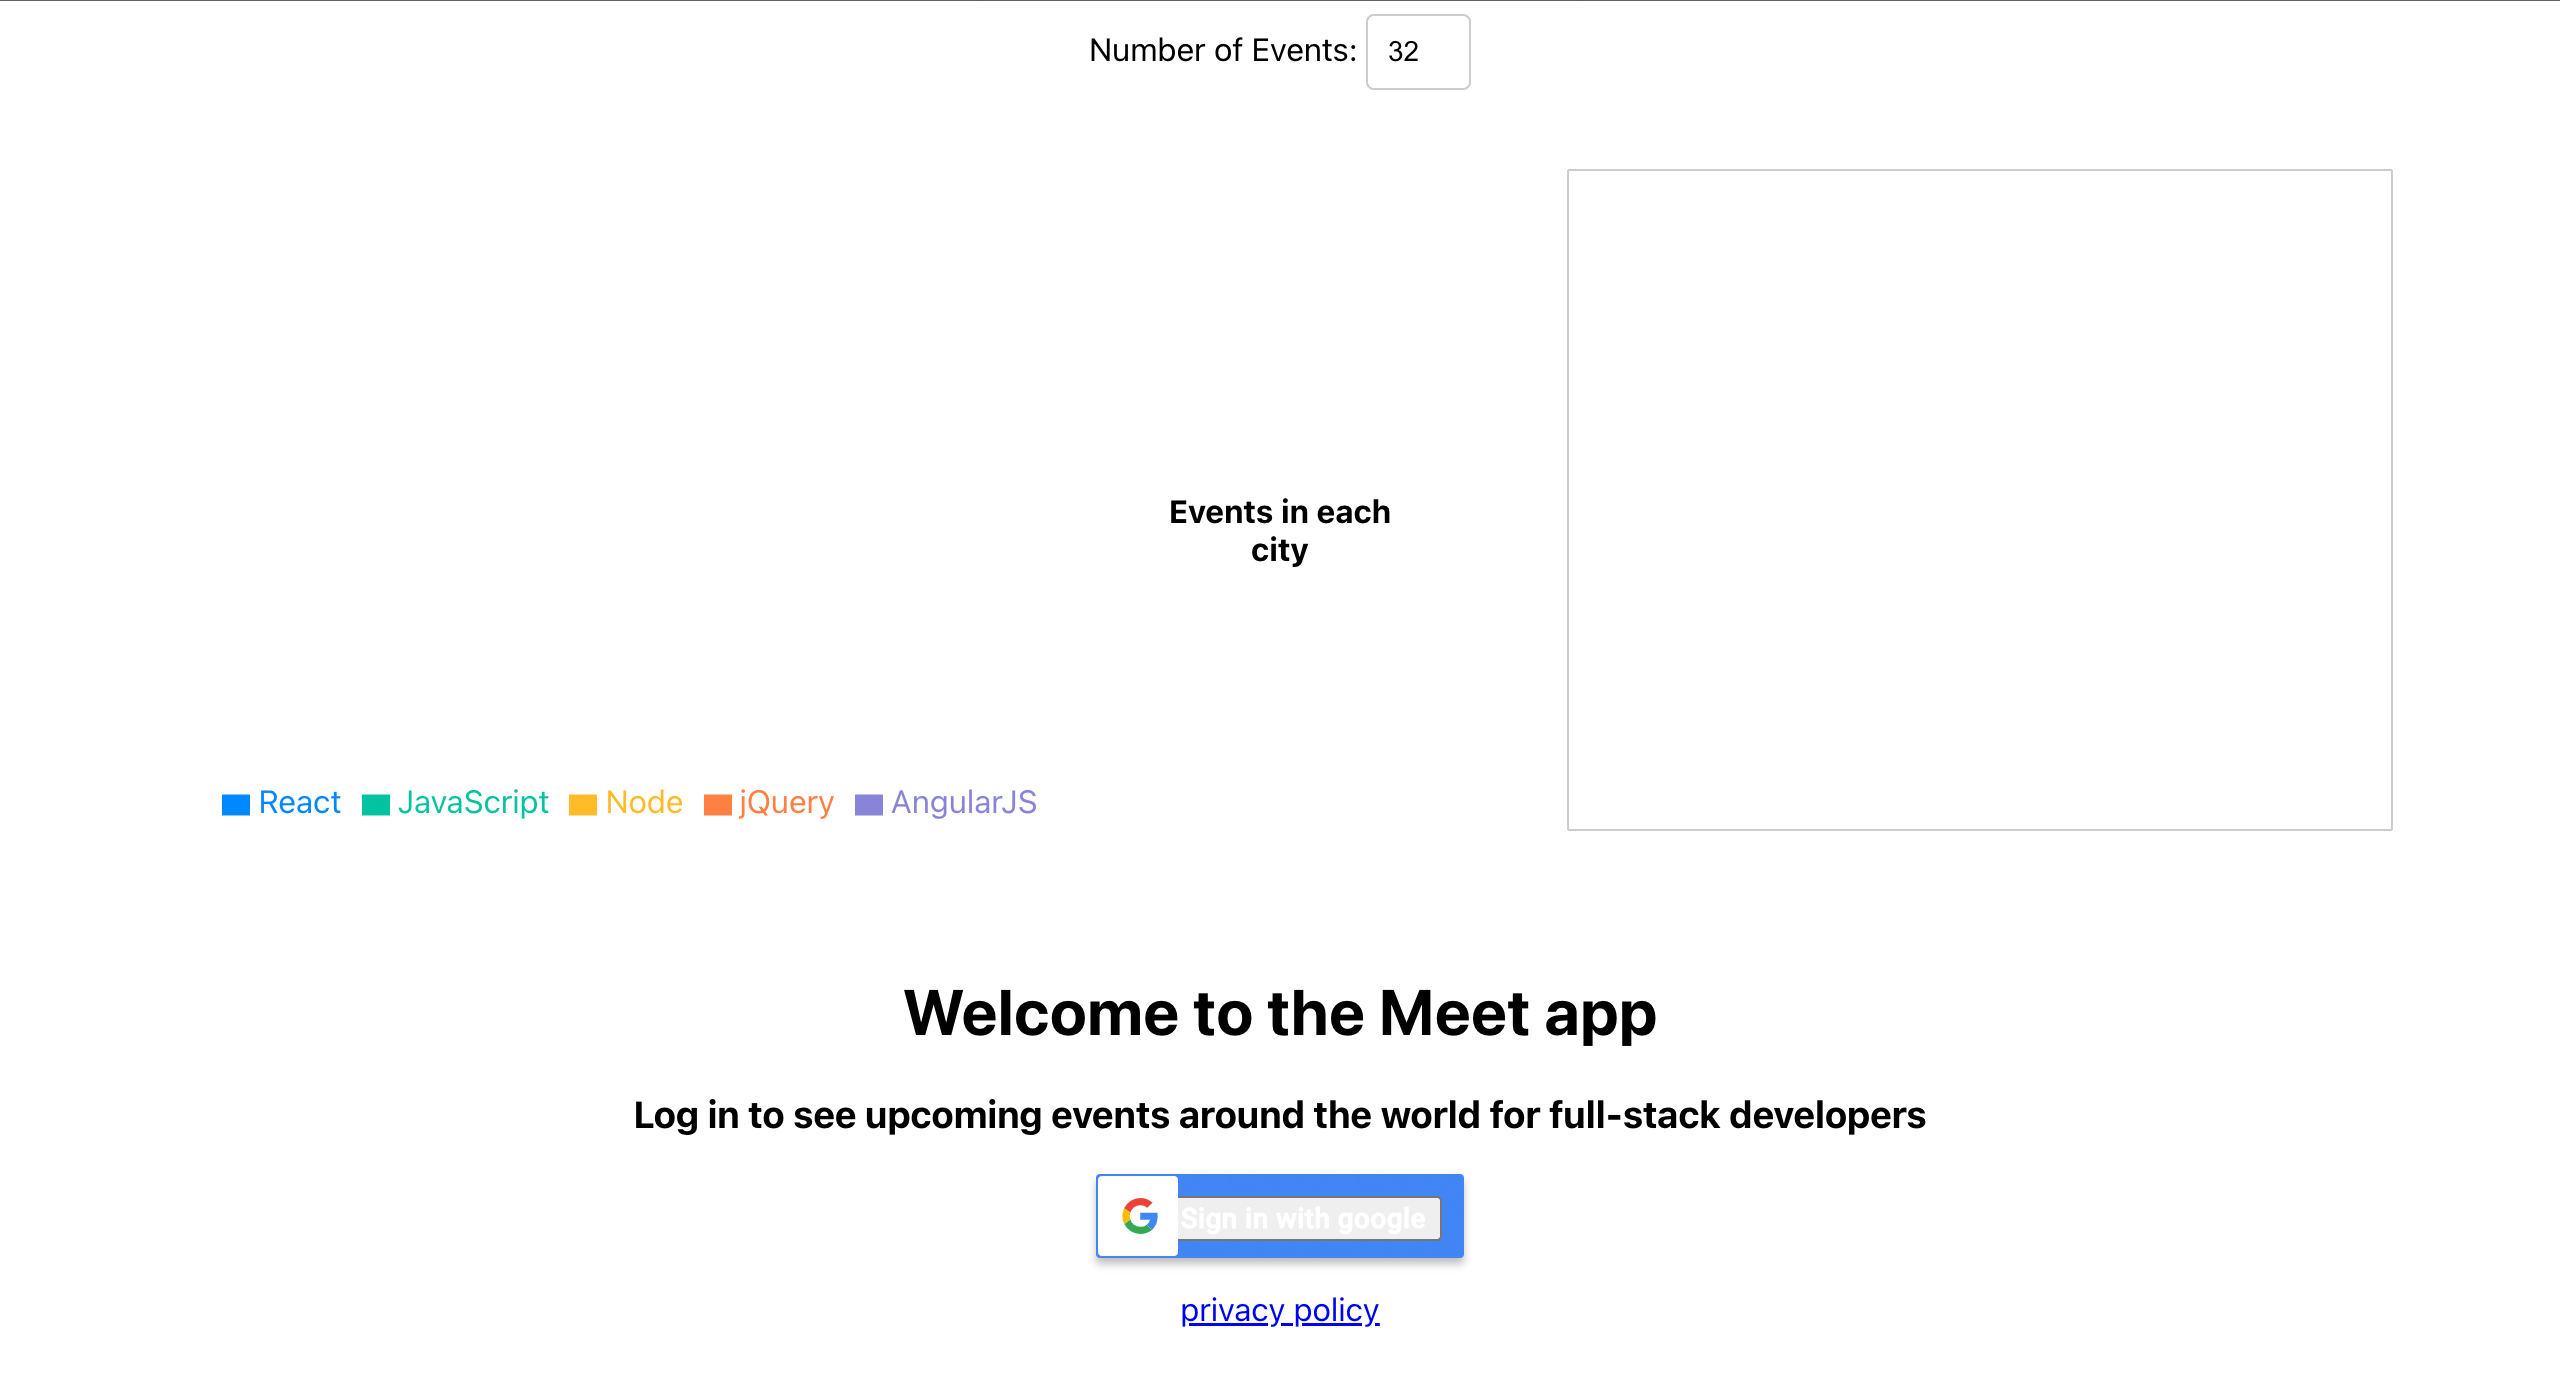 Number of Events: 32
Events in each
city
React JavaScript Node jQuery AngularJS
Welcome to the Meet app
Log in to see upcoming events around the world for full-stack developers
Sign in with google
privacy policy